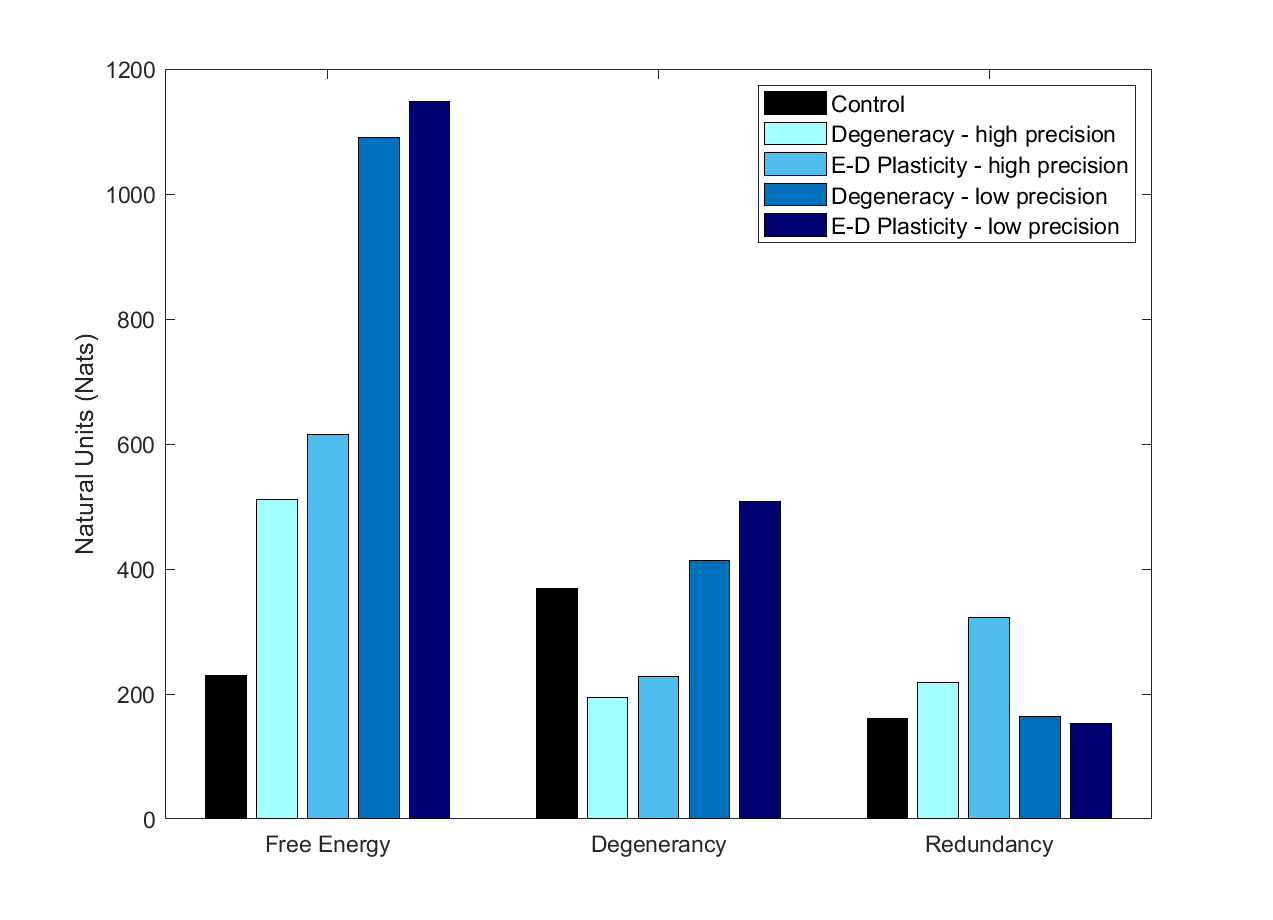 1200
1000
800
600
400
200
0
Natural Units (Nats)
Control
Degeneracy - high precision
E-D Plasticity - high precision
Degeneracy - low precision
E-D Plasticity - low precision
Free Energy
Degenerancy
Redundancy